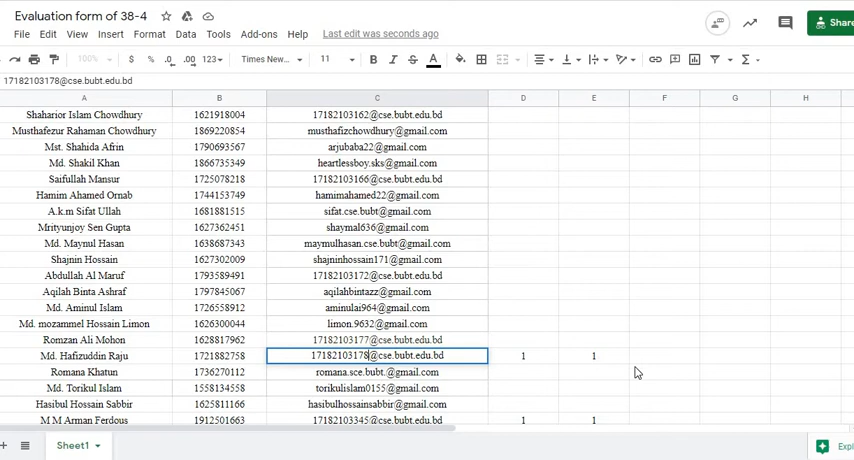 Evaluation form of 38-4
File Edit View Insert Format Data Tools Add-ons Help Last edit was seconds ago
Share
100% $ % .0 .00 123 Times New... 11 B I S A
17182103178@cse.bubt.edu.bd
A B C D E F G H
Shaharior Islam Chowdhury 1621918004 17182103162@cse.bubt.edu.bd
Musthafezur Rahaman Chowdhury 1869220854 musthafizchowdhury@gmail.com
Mst. Shahida Afrin 1790693567 arjubaba22@gmail.com
Md. Shakil Khan 1866735349 heartlessboy.sks@gmail.com
Saifullah Mansur 1725078218 17182103166@cse.bubt.edu.bd
Hamim Ahamed Ornab 1744153749 hamimahamed22@gmail.com
A.k.m Sifat Ullah 1681881515 sifat.cse.bubt@gmail.com
Mrityunjoy Sen Gupta 1627362451 shaymal636@gmail.com
Md. Maynul Hasan 1638687343 maymulhasan.cse.bubt@gmail.com
Shajnin Hossain 1627302009 shajninhossain171@gmail.com
Abdullah Al Maruf 1793589491 17182103172@cse.bubt.edu.bd
Aqilah Binta Ashraf 1797845067 aqilahbintazz@gmail.com
Md. Aminul Islam 1726558912 aminulai964@gmail.com
Md. mozammel Hossain Limon 1626300044 limon.9632@gmail.com
Romzan Ali Mohon 1628817962 17182103177@cse.bubt.edu.bd
Md. Hafizuddin Raju 1721882758 17182103178@cse.bubt.edu.bd 1 1
Romana Khatun 1736270112 romana.sce.bubt.@gmail.com
Md. Torikul Islam 1558134558 torikulislam0155@gmail.com
Hasibul Hossain Sabbir 1625811166 hasibulhossainsabbir@gmail.com
M M Arman Ferdous 1912501663 17182103345@cse.bubt.edu.bd 1 1
Sheet1 Expl